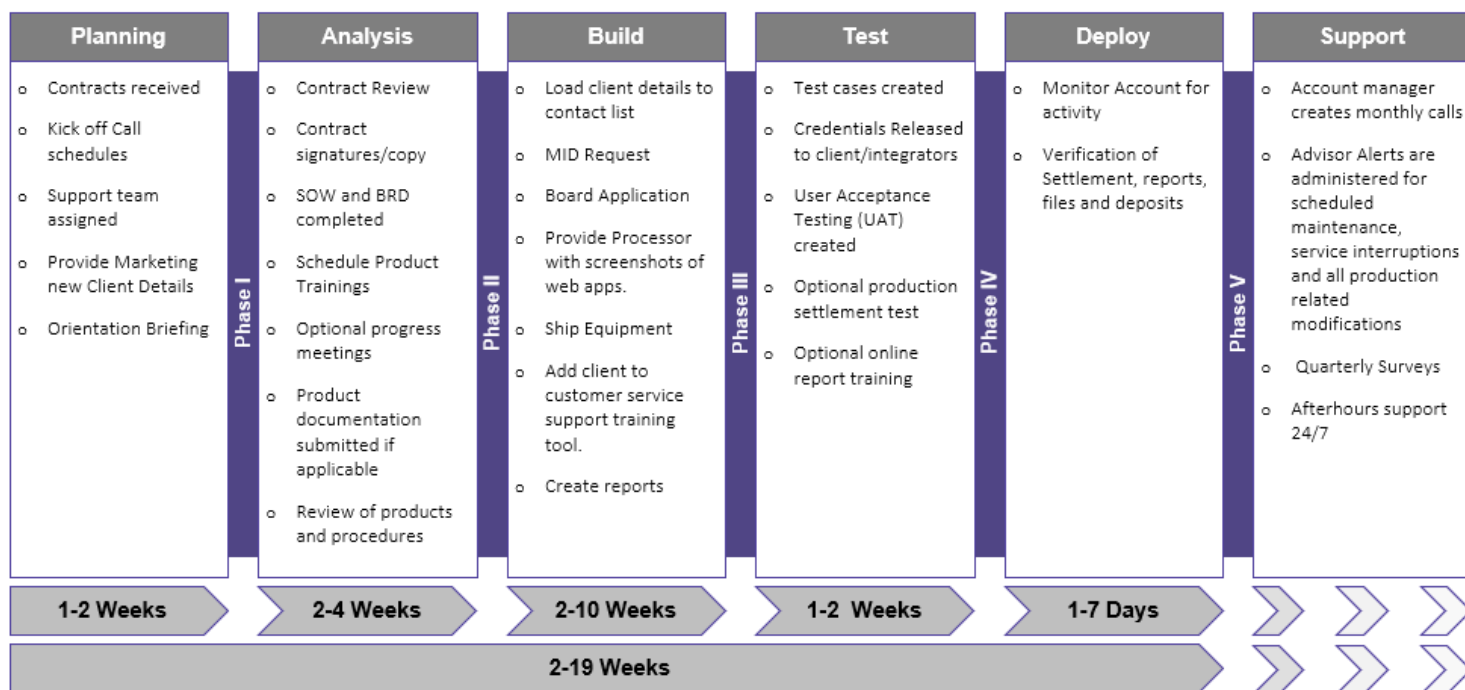 Planning
o Contracts received
o Kick off Call
schedules
o Support team
assigned
o Provide Marketing
new Client Details
o Orientation Briefing
Phase I
Analysis
o Contract Review
o Contract
signatures/copy
o SOW and BRD
completed
o Schedule Product
Trainings
o Optional progress
meetings
o Product
documentation
submitted if
applicable
o Review of products
and procedures
Phase II
Build
o Load client details to
contact list
o MID Request
o Board Application
o Provide Processor
with screenshots of
web apps.
o Ship Equipment
o Add client to
customer service
support training
tool.
o Create reports
Phase III
Test
o Test cases created
o Credentials Released
to client/integrators
o User Acceptance
Testing (UAT)
created
o Optional production
settlement test
o Optional online
report training
Phase IV
Deploy
o Monitor Account for
activity
o Verification of
Settlement, reports,
files and deposits
Phase V
Support
o Account manager
creates monthly calls
o Advisor Alerts are
administered for
scheduled
maintenance,
service interruptions
and all production
related
modifications
o Quarterly Surveys
o Afterhours support
24/7
1-2 Weeks
2-4 Weeks
2-10 Weeks
1-2 Weeks
1-7 Days
2-19 Weeks